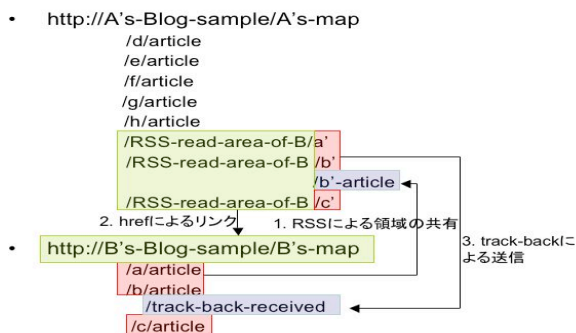 • http://A's-Blog-sample/A's-map
/d/article
/e/article
/f/article
/g/article
/h/article
/RSS-read-area-of-B/a'
/RSS-read-area-of-B /b'
/b'-article
/RSS-read-area-of-B /c'
2. hrefによるリンク
1. RSSによる領域の共有
3. track-backに
よる送信
• http://B's-Blog-sample/B's-map
/a/article
/b/article
/track-back-received
/c/article